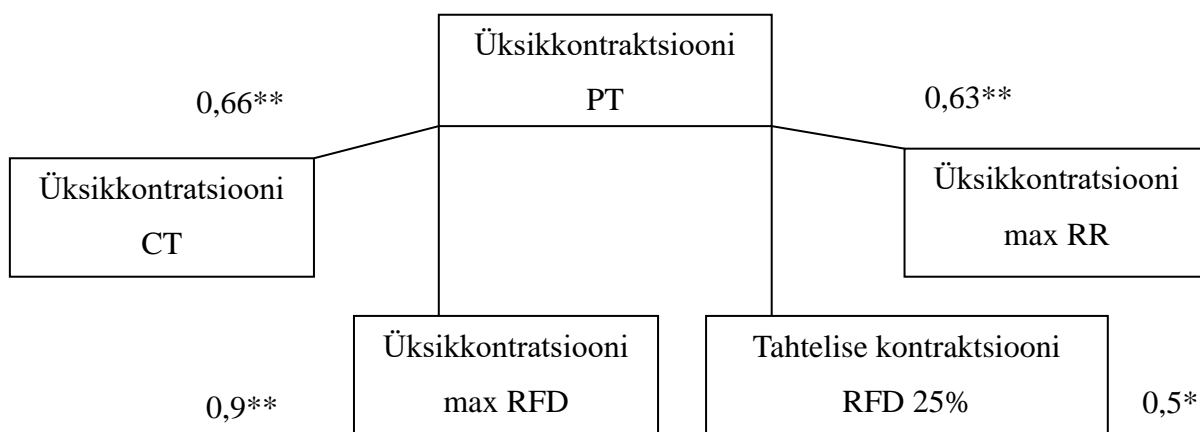 Üksikkontraktsiooni
PT
0,66**
0,63**
Üksikkontratsiooni
CT
Üksikkontratsiooni
max RR
Üksikkontratsiooni
max RFD
0,9**
Tahtelise kontraktsiooni
RFD 25%
0,5*